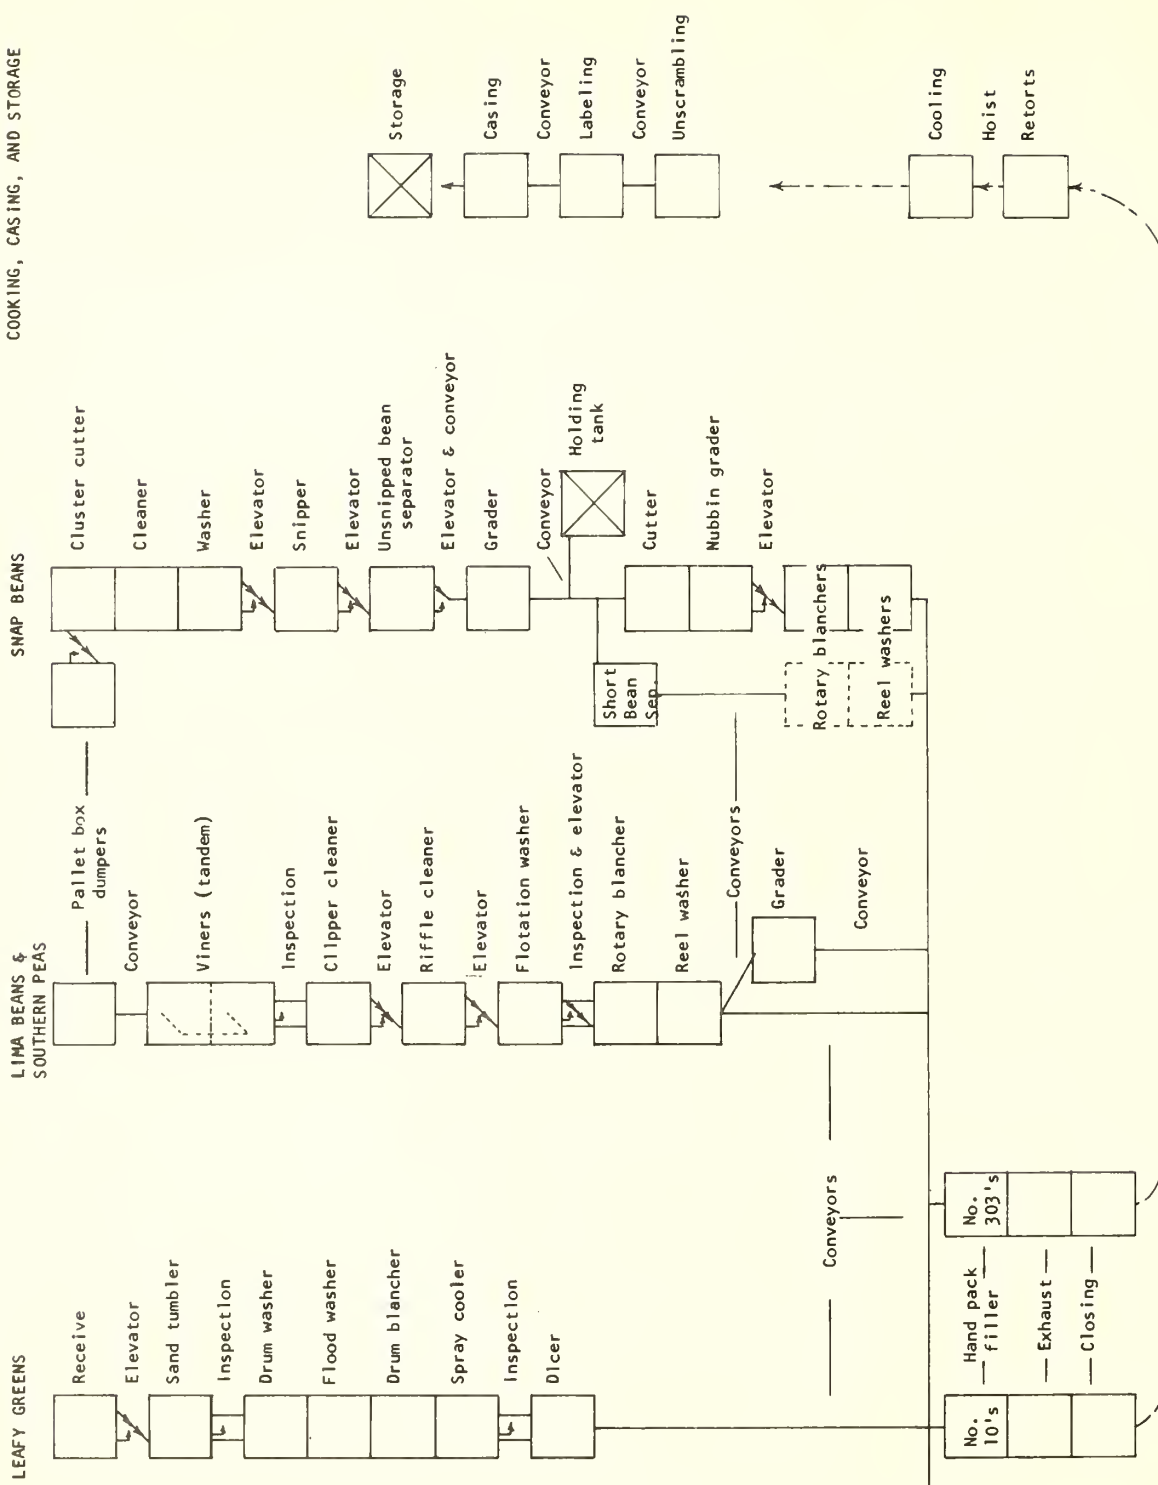 LEAFY GREENS
Receive
Elevator
Sand tumbler
Inspection
Drum washer
Flood washer
Drum blancher
Spray cooler
Inspection
Dicer
LIMA BEANS &
SOUTHERN PEAS
Pallet box
dumpers
Conveyor
Viners (tandem)
Inspection
Clipper cleaner
Elevator
Riffle cleaner
Elevator
Flotation washer
Inspection & elevator
Rotary blancher
Reel washer
Conveyors
Grader
Conveyor
SNAP BEANS
Cluster cutter
Cleaner
Washer
Elevator
Snipper
Elevator
Unsnipped bean
separator
Elevator & conveyor
Grader
Conveyor
Holding
tank
Cutter
Nubbin grader
Elevator
Short
Bean
Sep.
Rotary blanchers
Reel washers
Conveyors
No.
10's
Hand pack
filler
No.
303's
Exhaust
Closing
COOKING, CASING, AND STORAGE
Storage
Casing
Conveyor
Labeling
Conveyor
Unscrambling
Cooling
Hoist
Retorts